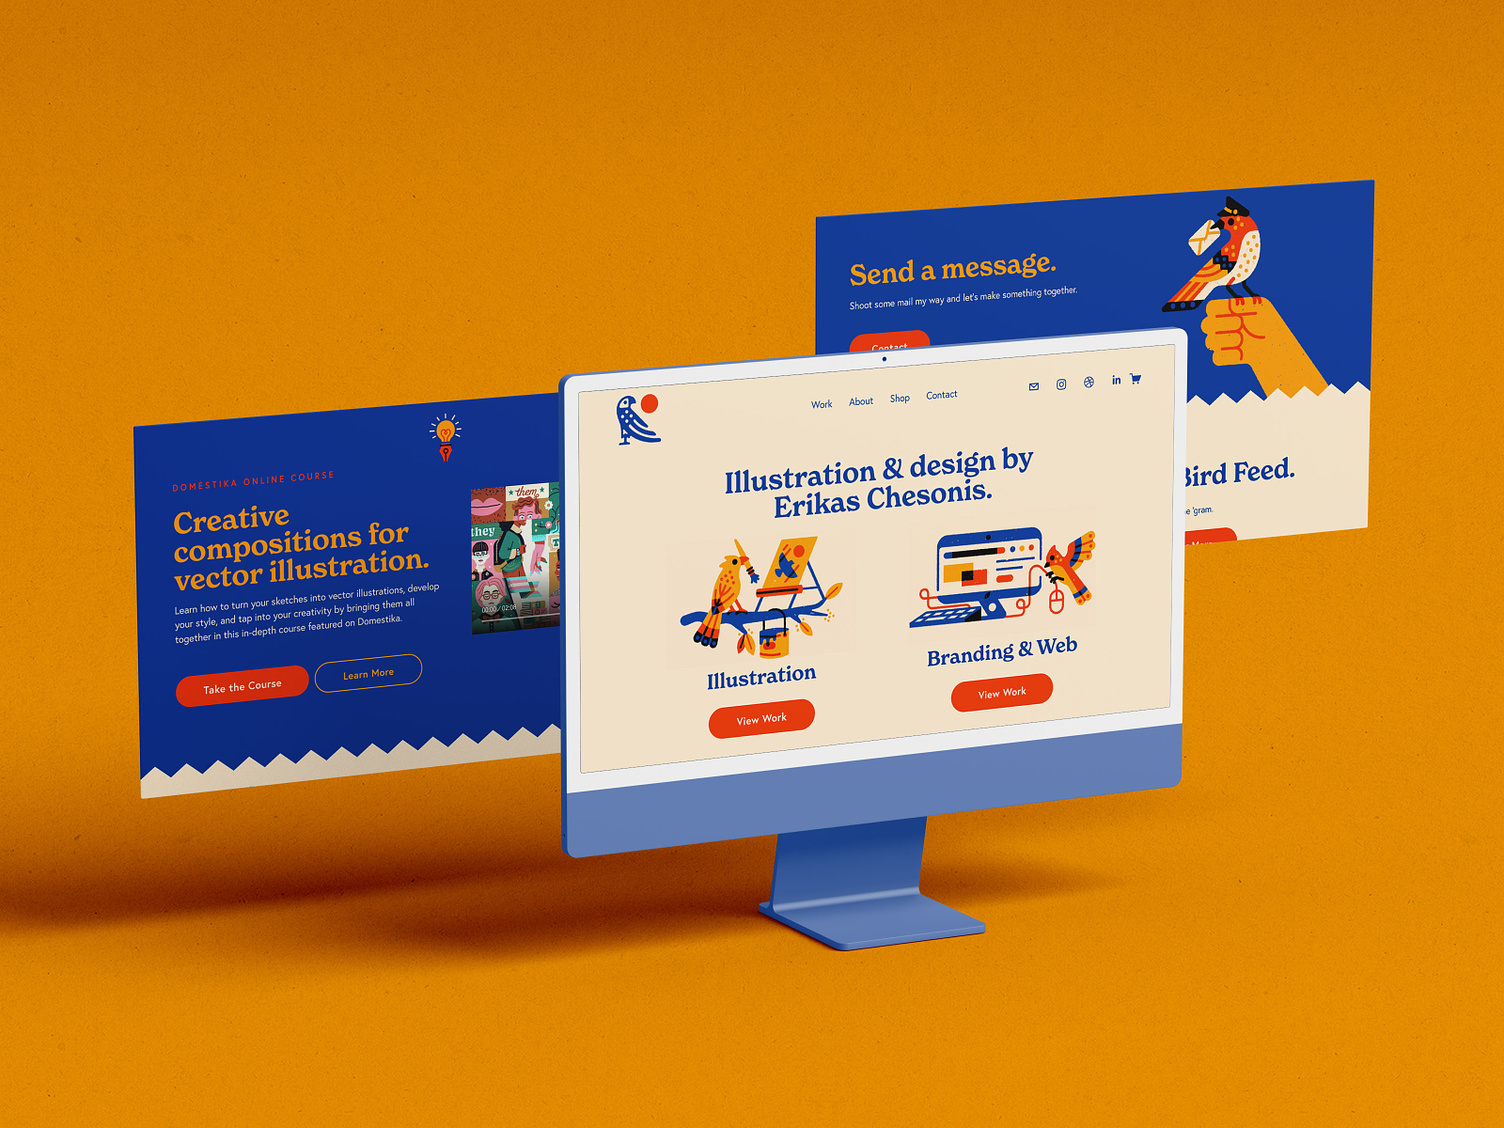 Send a message.
Shoot some mail my way and let's make something together.
Contact
Bird Feed.
'gram.
DOMESTIKA ONLINE COURSE
Creative
compositions for
vector illustration.
Learn how to turn your sketches into vector illustrations, develop
your style, and tap into your creativity by bringing them all
together in this in-depth course featured on Domestika.
Take the Course
Learn More
them
they
00:00 / 02:08
Work
About
Shop
Contact
in
Illustration & design by
Erikas Chesonis.
Illustration
View Work
Branding & Web
View Work